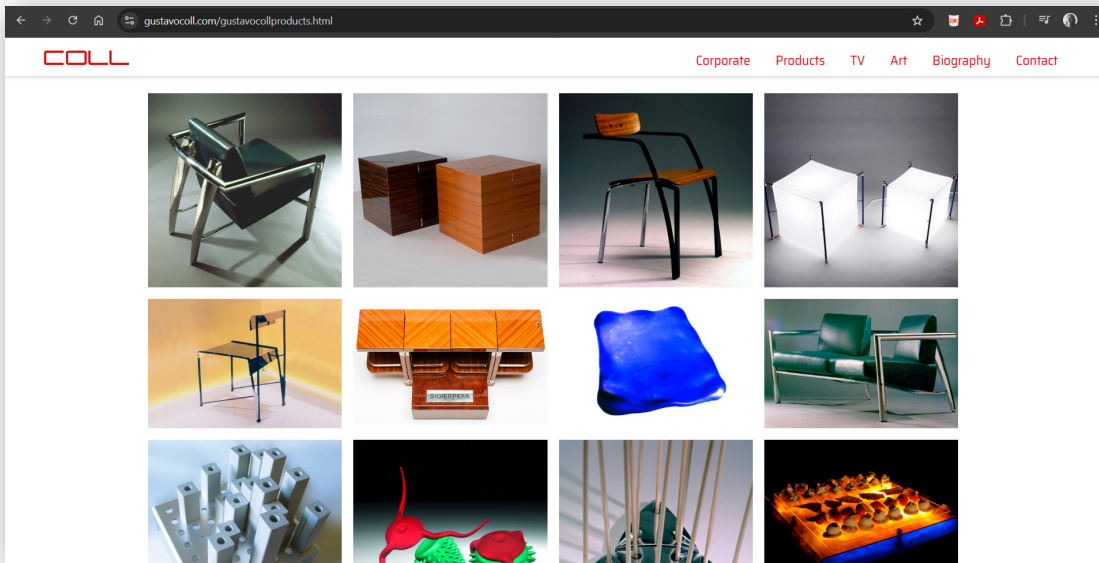 gustavocoll.com/gustavocollproducts.html
COLL
Corporate Products TV Art Biography Contact
SILVERPEAK